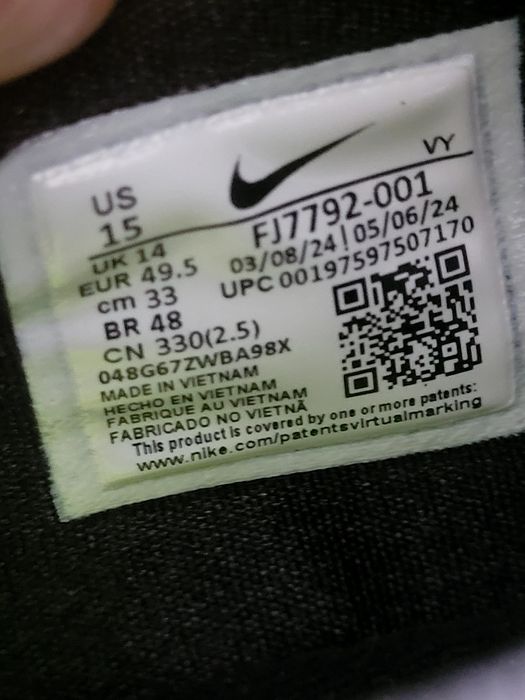 VY
US
15
FJ7792-001
UK 14
03/08/24 | 05/06/24
EUR 49.5
UPC 00197597507170
cm 33
BR 48
CN 330(2.5)
048G67ZWBA98X
MADE IN VIETNAM
HECHO EN VIETNAM
FABRIQUE AU VIETNAM
FABRICADO NO VIETNÃ
This product is covered by one or more patents:
www.nike.com/patentsvirtualmarking